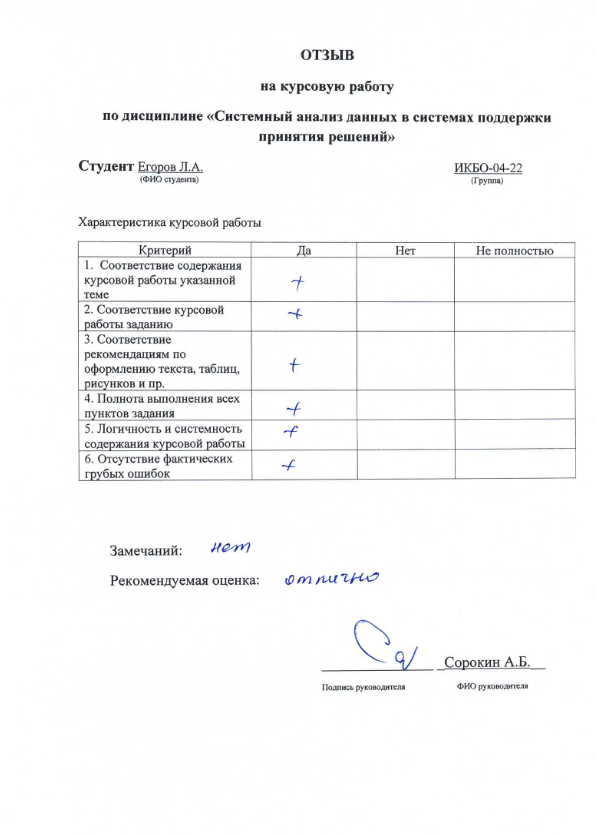 ОТЗЫВ
на курсовую работу
по дисциплине «Системный анализ данных в системах поддержки
принятия решений»
Студент Егоров Л.А. ИКБО-04-22
(ФИО студента) (Группа)
Характеристика курсовой работы
Критерий Да Нет Не полностью
1. Соответствие содержания
курсовой работы указанной
теме +
2. Соответствие курсовой
работы заданию +
3. Соответствие
рекомендациям по
оформлению текста, таблиц,
рисунков и пр. +
4. Полнота выполнения всех
пунктов задания +
5. Логичность и системность
содержания курсовой работы +
6. Отсутствие фактических
грубых ошибок +
Замечаний: нет
Рекомендуемая оценка: отлично
Сорокин А.Б.
Подпись руководителя ФИО руководителя